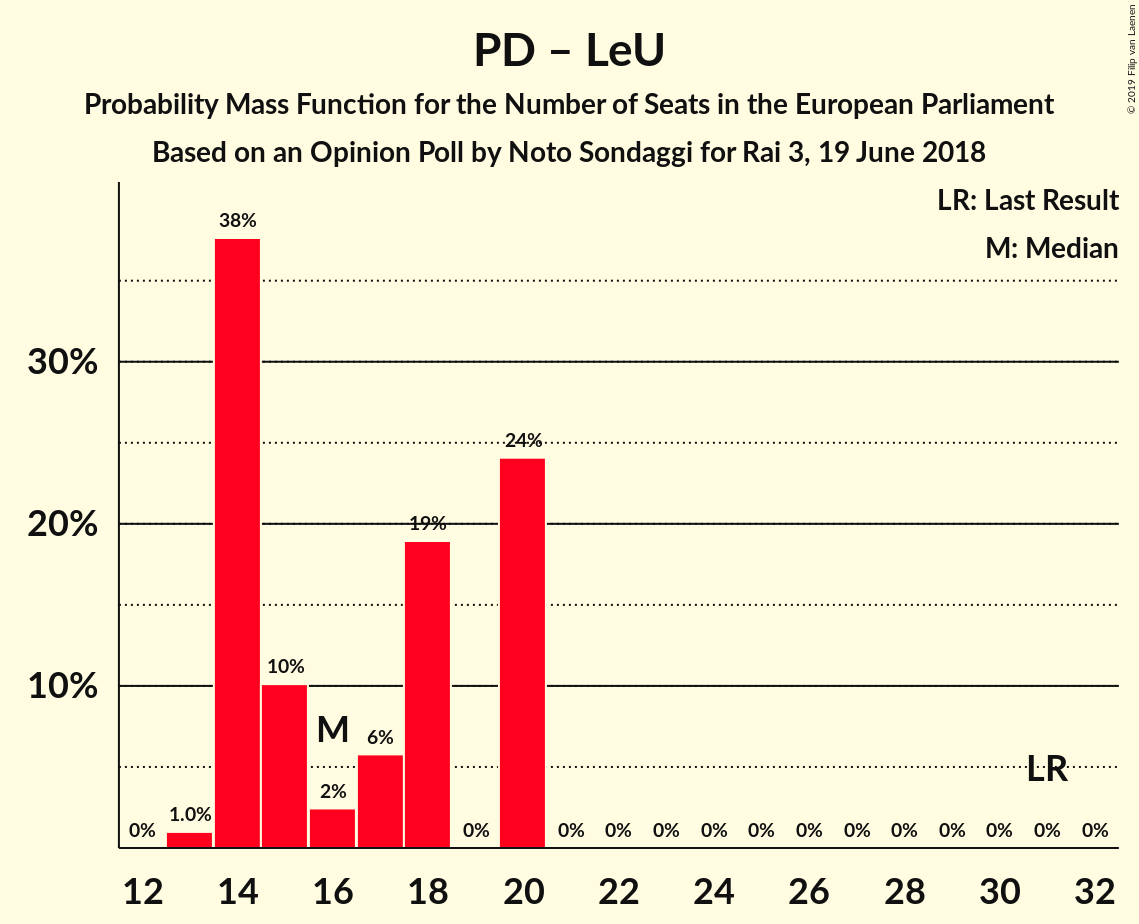 PD – LeU
Probability Mass Function for the Number of Seats in the European Parliament
Based on an Opinion Poll by Noto Sondaggi for Rai 3, 19 June 2018
© 2019 Filip van Laenen
LR: Last Result
M: Median
38%
30%
24%
20%
19%
10%
10%
M
6%
LR
2%
1.0%
0% 0% 0% 0% 0% 0% 0% 0% 0% 0% 0% 0% 0% 0%
12 14 16 18 20 22 24 26 28 30 32